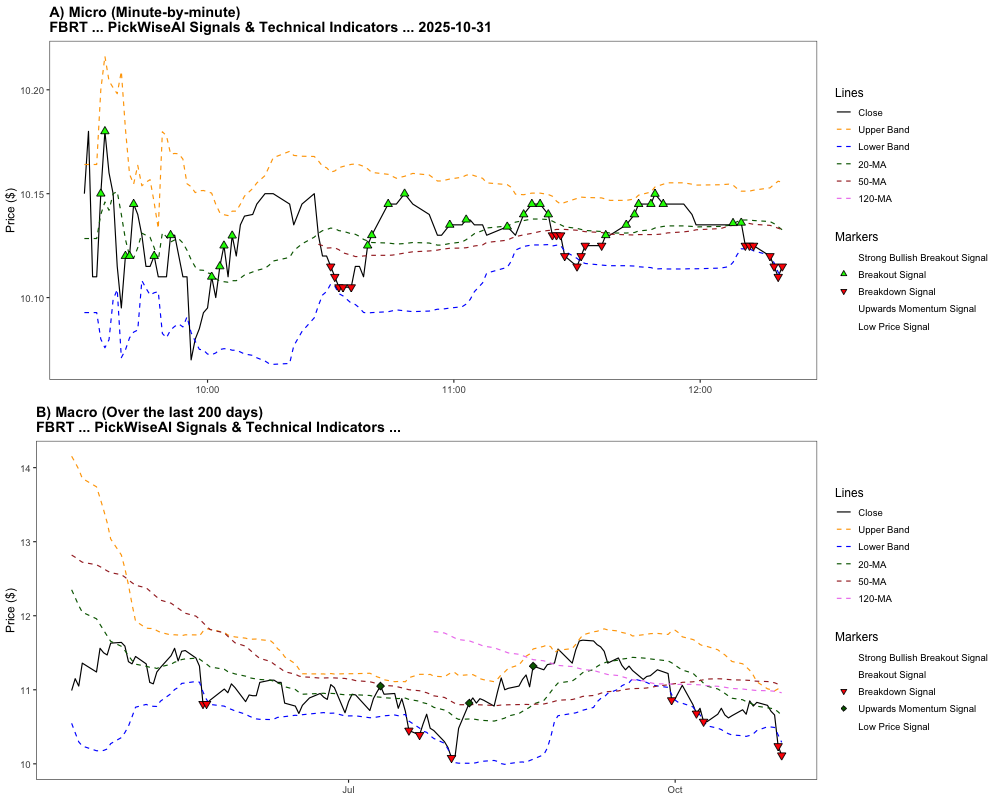 A) Micro (Minute-by-minute)
FBRT ... PickWiseAI Signals & Technical Indicators ... 2025-10-31
Price ($)
10.20
10.15
10.10
10:00
11:00
12:00
Lines
Close
Upper Band
Lower Band
20-MA
50-MA
120-MA
Markers
Strong Bullish Breakout Signal
Breakout Signal
Breakdown Signal
Upwards Momentum Signal
Low Price Signal
B) Macro (Over the last 200 days)
FBRT ... PickWiseAI Signals & Technical Indicators ...
Price ($)
14
13
12
11
10
Jul
Oct
Lines
Close
Upper Band
Lower Band
20-MA
50-MA
120-MA
Markers
Strong Bullish Breakout Signal
Breakout Signal
Breakdown Signal
Upwards Momentum Signal
Low Price Signal